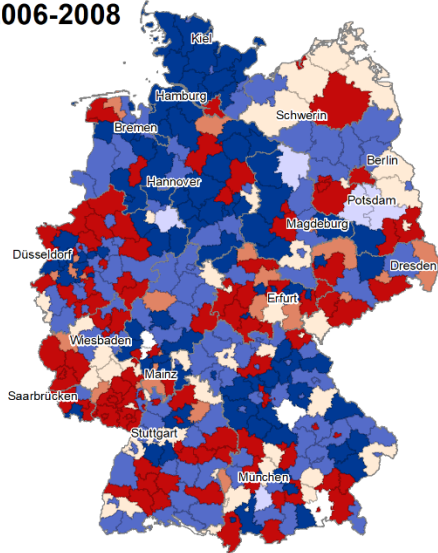 006-2008
Kiel
Hamburg
Schwerin
Bremen
Berlin
Hannover
Potsdam
Magdeburg
Düsseldorf
Dresden
Erfurt
Wiesbaden
Mainz
Saarbrücken
Stuttgart
München